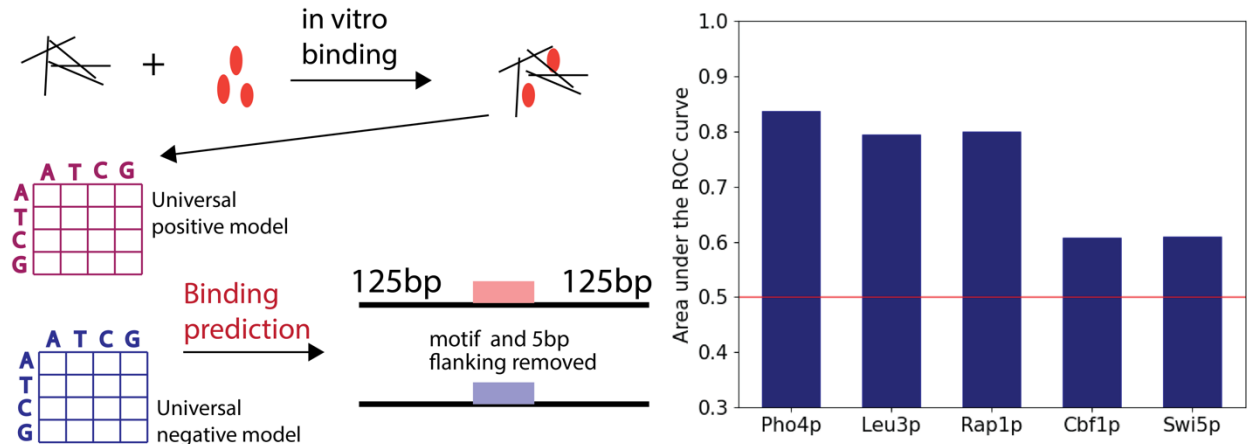 +
in vitro
binding
A T C G
A
T
C
G
Universal
positive model
Binding
prediction
125bp
125bp
motif and 5bp
flanking removed
A T C G
A
T
C
G
Universal
negative model
Area under the ROC curve
1.0
0.9
0.8
0.7
0.6
0.5
0.4
0.3
Pho4p Leu3p Rap1p Cbf1p Swi5p